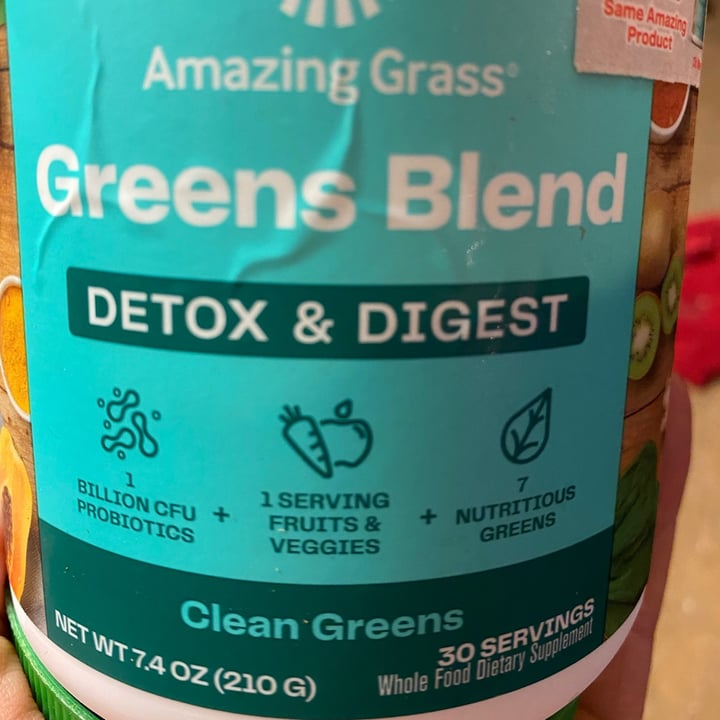 Same Amazing
Product
Amazing Grass®
Greens Blend
DETOX & DIGEST
1
BILLION CFU
PROBIOTICS
+
1 SERVING
FRUITS &
VEGGIES
+
7
NUTRITIOUS
GREENS
Clean Greens
NET WT 7.4 OZ (210 G)
30 SERVINGS
Whole Food Dietary Supplement